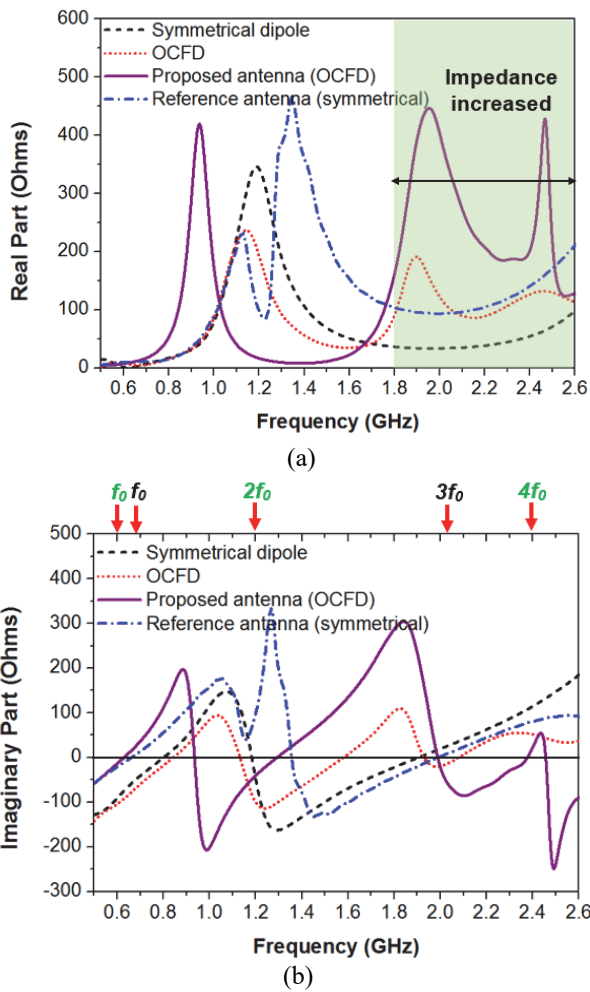 600
500
400
300
200
100
0
Real Part (Ohms)
Symmetrical dipole
OCFD
Proposed antenna (OCFD)
Reference antenna (symmetrical)
Impedance
increased
0.6 0.8 1.0 1.2 1.4 1.6 1.8 2.0 2.2 2.4 2.6
Frequency (GHz)
(a)
f0 f0 2f0 3f0 4f0
500
400
300
200
100
0
-100
-200
-300
Imaginary Part (Ohms)
Symmetrical dipole
OCFD
Proposed antenna (OCFD)
Reference antenna (symmetrical)
0.6 0.8 1.0 1.2 1.4 1.6 1.8 2.0 2.2 2.4 2.6
Frequency (GHz)
(b)